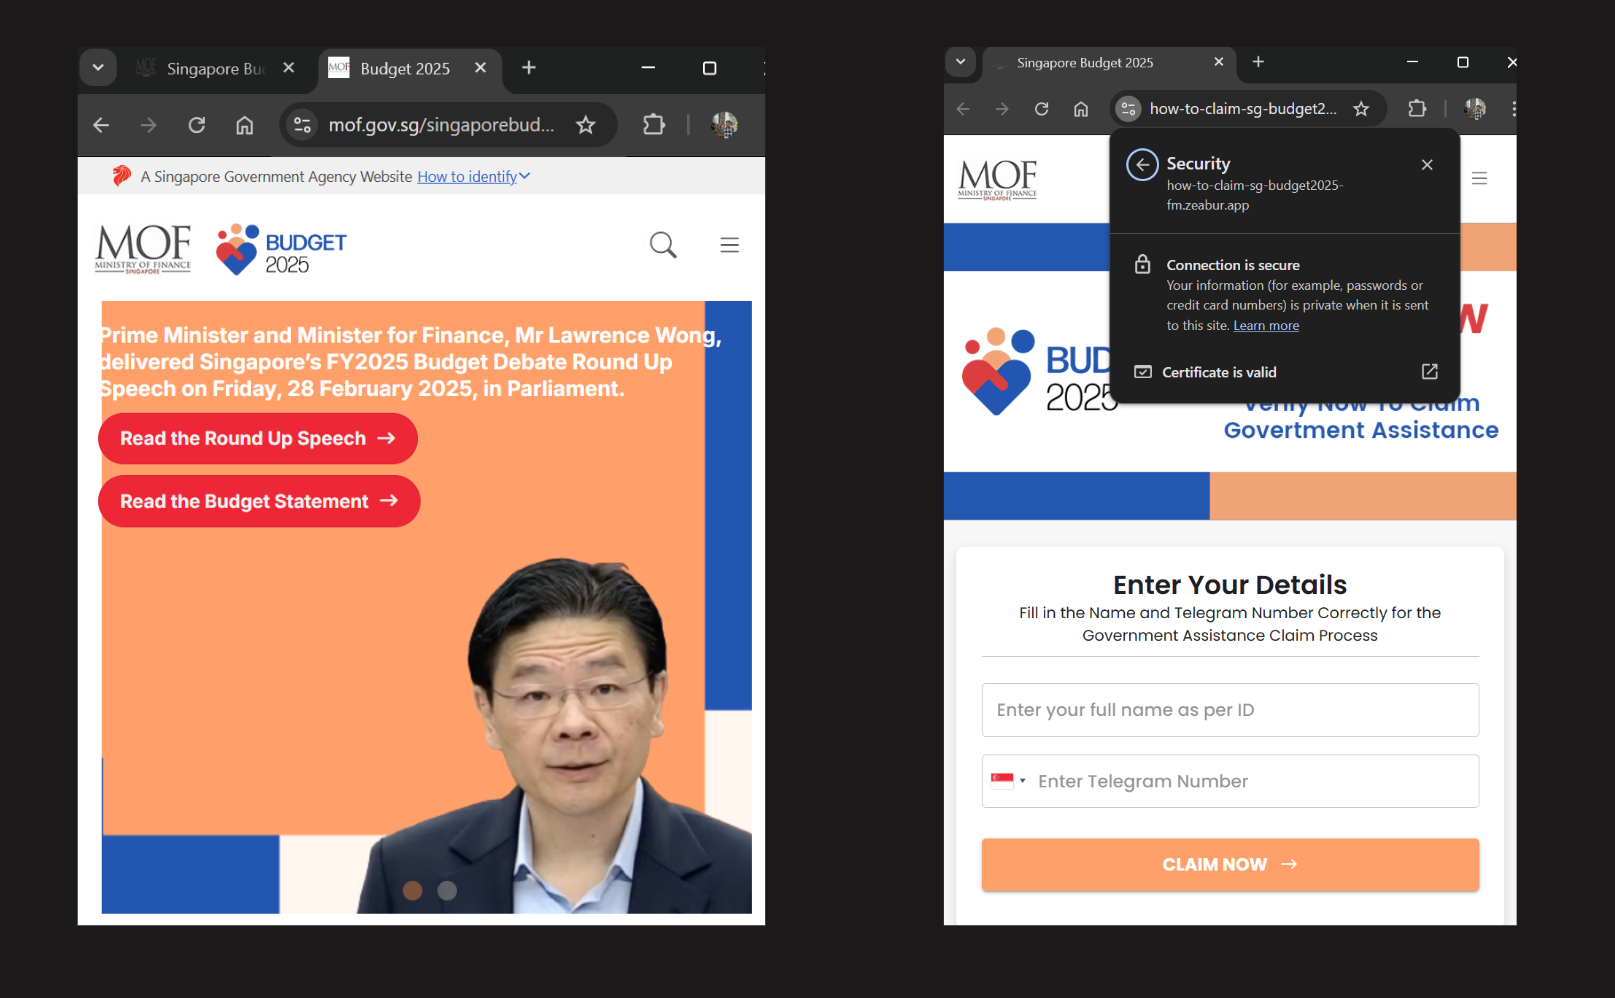 Singapore Bu
Budget 2025
mof.gov.sg/singaporebud...
A Singapore Government Agency Website How to identify
MOF
MINISTRY OF FINANCE
SINGAPORE
BUDGET
2025
Prime Minister and Minister for Finance, Mr Lawrence Wong,
delivered Singapore's FY2025 Budget Debate Round Up
Speech on Friday, 28 February 2025, in Parliament.
Read the Round Up Speech →
Read the Budget Statement →
Singapore Budget 2025
how-to-claim-sg-budget2...
MOF
MINISTRY OF FINANCE
SINGAPORE
Security
how-to-claim-sg-budget2025-
fm.zeabur.app
Connection is secure
Your information (for example, passwords or
credit card numbers) is private when it is sent
to this site. Learn more
Certificate is valid
W
BUD
2025
Verify Now To Claim
Govertment Assistance
Enter Your Details
Fill in the Name and Telegram Number Correctly for the
Government Assistance Claim Process
Enter your full name as per ID
Enter Telegram Number
CLAIM NOW →